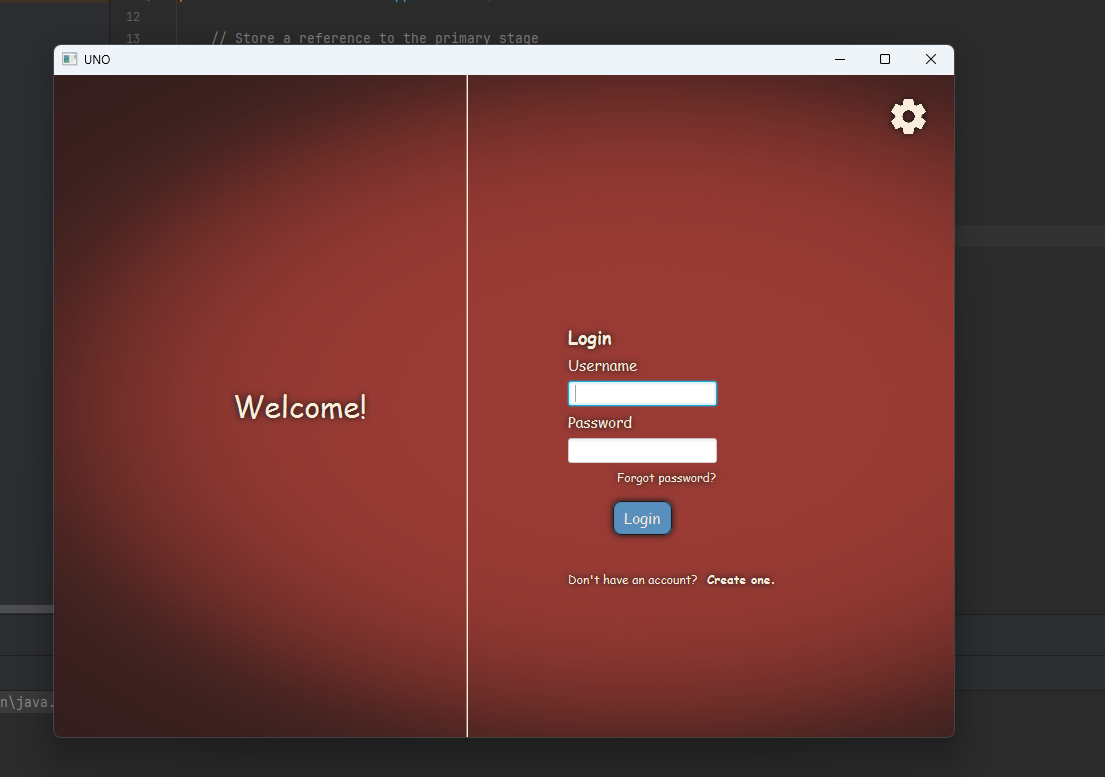 12
13 // Store a reference to the primary stage
UNO
Welcome!
Login
Username
Password
Forgot password?
Login
Don't have an account? Create one.
n\java.